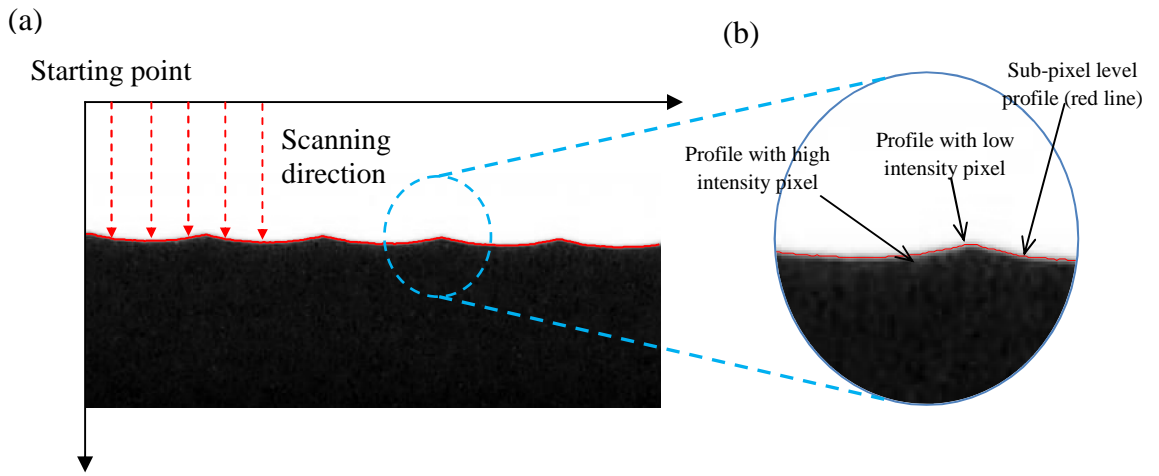 (a)
Starting point
Scanning
direction
(b)
Sub-pixel level
profile (red line)
Profile with low
intensity pixel
Profile with high
intensity pixel